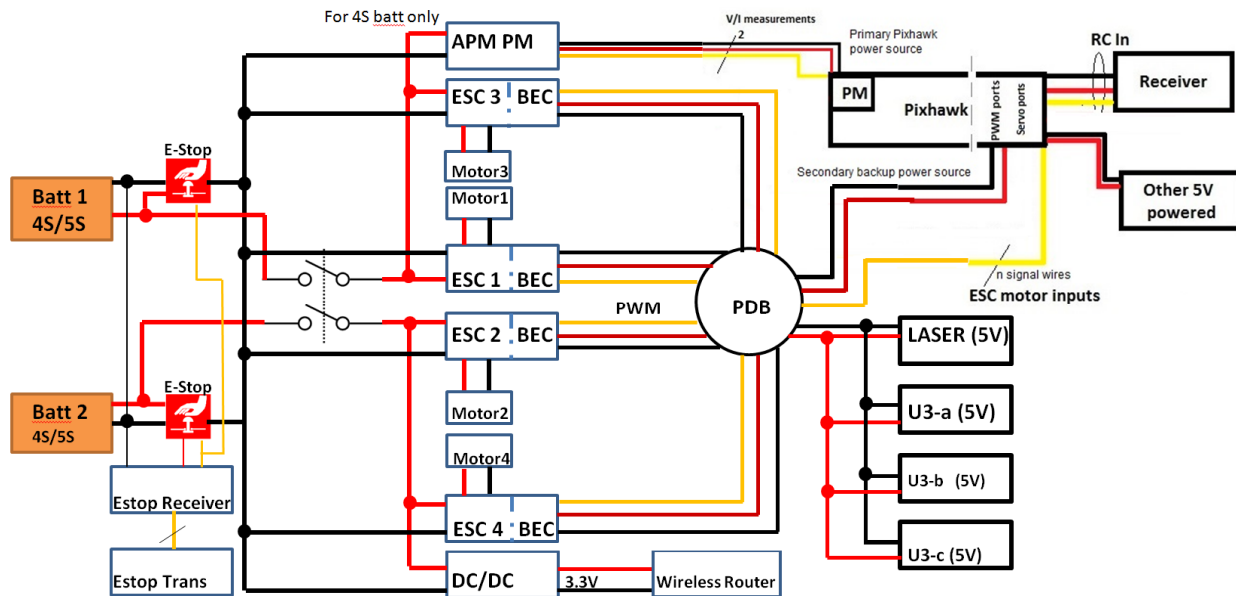 For 4S batt only
V/I measurements
2
Primary Pixhawk
power source
RC In
APM PM
Receiver
PM
Pixhawk
PWM ports
Servo ports
ESC 3
BEC
Motor3
E-Stop
Secondary backup power source
Batt 1
4S/5S
Motor1
Other 5V
powered
ESC 1
BEC
n signal wires
ESC motor inputs
PWM
PDB
ESC 2
BEC
LASER (5V)
E-Stop
Batt 2
4S/5S
Motor2
U3-a (5V)
Motor4
U3-b (5V)
Estop Receiver
ESC 4
BEC
U3-c (5V)
Estop Trans
DC/DC
3.3V
Wireless Router